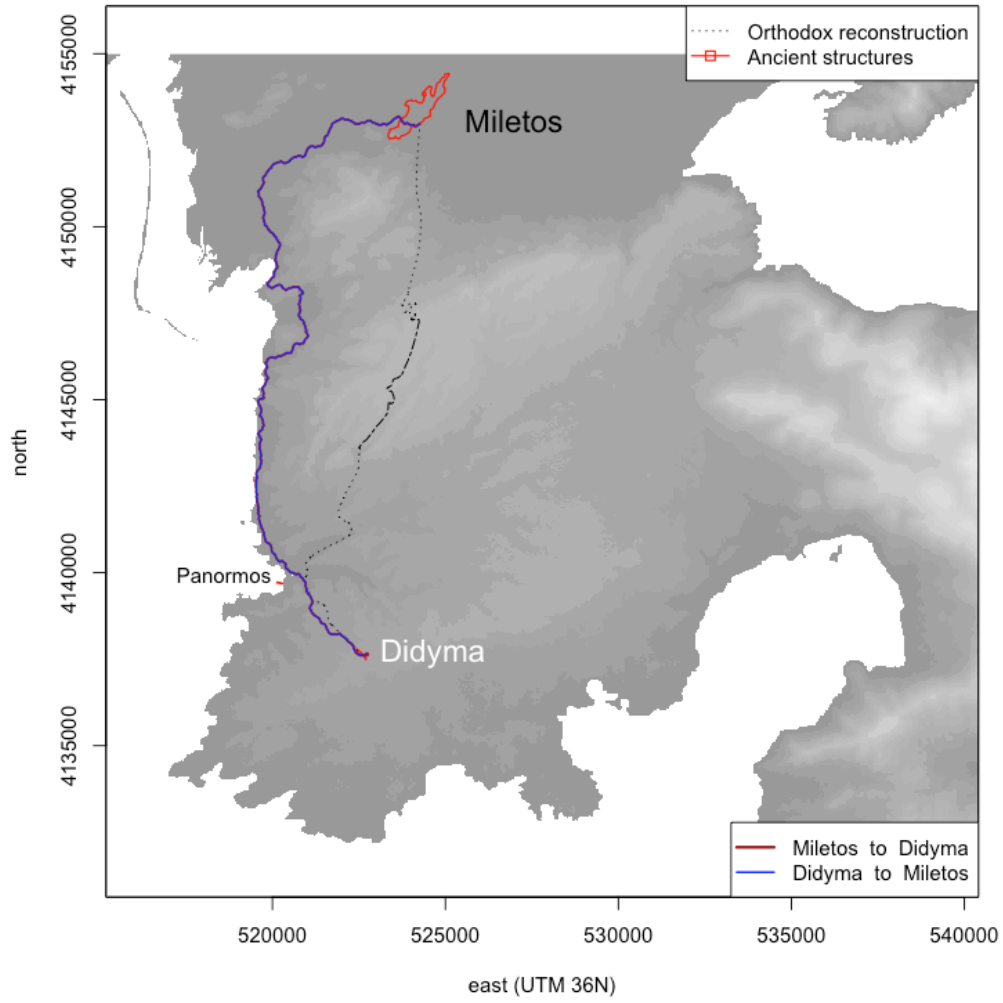 Orthodox reconstruction
Ancient structures
Miletos
Panormos
Didyma
Miletos to Didyma
Didyma to Miletos
4155000
4150000
4145000
4140000
4135000
north
520000 525000 530000 535000 540000
east (UTM 36N)